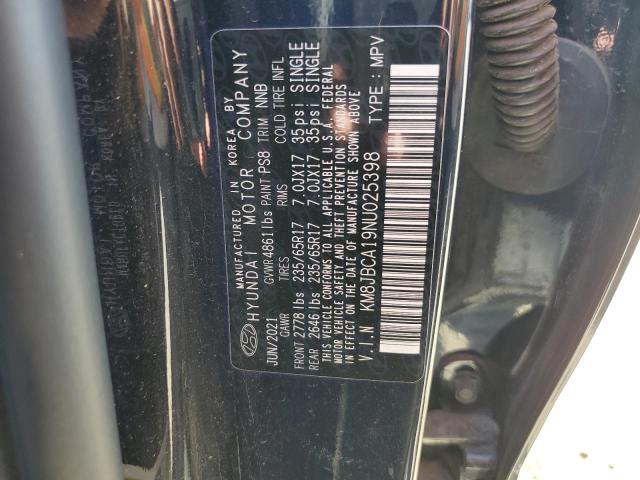 MANUFACTURED IN KOREA BY
HYUNDAI MOTOR COMPANY
JUN/2021 GVWR 4861 lbs PAINT PS8 TRIM NNB
GAWR TIRES RIMS COLD TIRE INFL
FRONT 2778 lbs 235/65R17 7.0JX17 35psi SINGLE
REAR 2646 lbs 235/65R17 7.0JX17 35psi SINGLE
THIS VEHICLE CONFORMS TO ALL APPLICABLE U.S.A. FEDERAL
MOTOR VEHICLE SAFETY AND THEFT PREVENTION STANDARDS
IN EFFECT ON THE DATE OF MANUFACTURE SHOWN ABOVE
V.I.N KM8JBCA19NU025398 TYPE : MPV